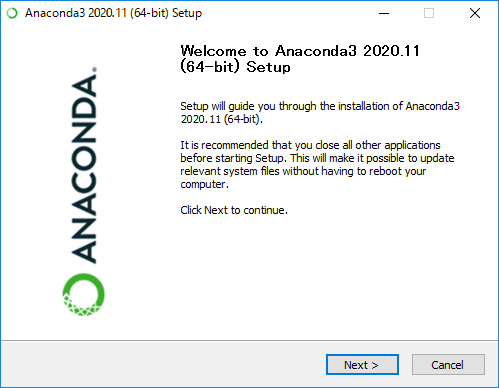 Anaconda3 2020.11 (64-bit) Setup
Welcome to Anaconda3 2020.11
(64-bit) Setup
ANACONDA.
Setup will guide you through the installation of Anaconda3
2020.11 (64-bit).
It is recommended that you close all other applications
before starting Setup. This will make it possible to update
relevant system files without having to reboot your
computer.
Click Next to continue.
Next >
Cancel